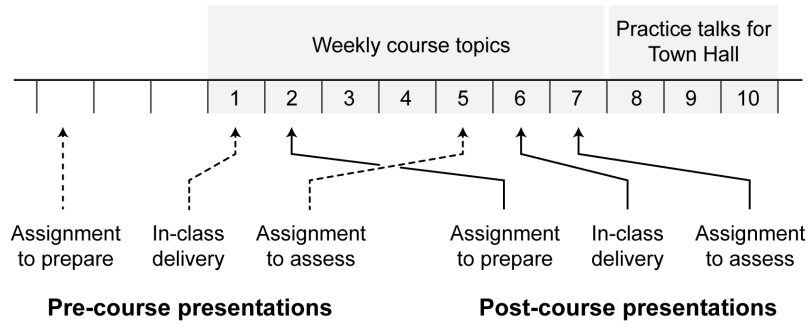 Weekly course topics
Practice talks for
Town Hall
1 2 3 4 5 6 7 8 9 10
Assignment
to prepare
In-class
delivery
Assignment
to assess
Assignment
to prepare
In-class
delivery
Assignment
to assess
Pre-course presentations
Post-course presentations